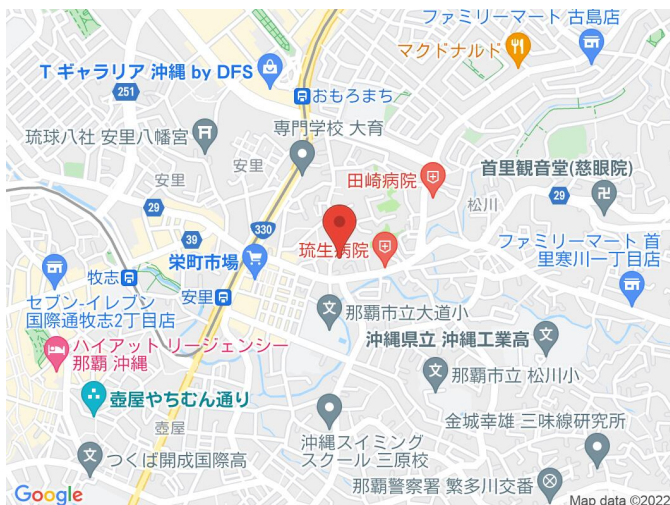 ファミリーマート 古島店
マクドナルド
T ギャラリア 沖縄 by DFS
251
おもろまち
琉球八社 安里八幡宮
専門学校 大育
安里
安里
田崎病院
首里観音堂(慈眼院)
29
松川
29
330
39
琉生病院
ファミリーマート 首
里寒川一丁目店
栄町市場
牧志
安里
セブン-イレブン
国際通牧志2丁目店
那覇市立大道小
沖縄県立 沖縄工業高
ハイアット リージェンシー
那覇 沖縄
那覇市立 松川小
壺屋やちむん通り
金城幸雄 三味線研究所
壺屋
沖縄スイミング
スクール 三原校
つくば開成国際高
那覇警察署 繁多川交番
Google
Map data ©2022